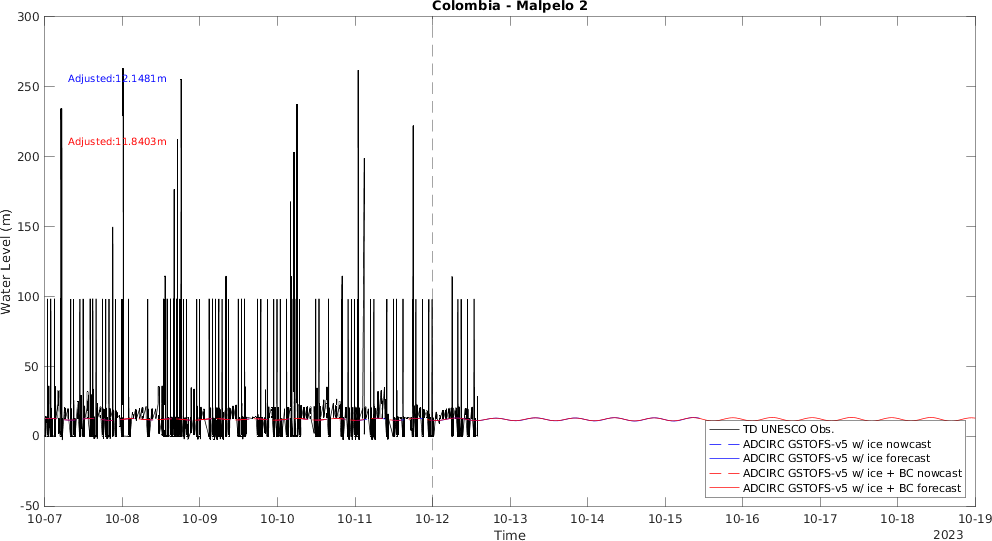 Colombia - Malpelo 2
Water Level (m)
300
250
200
150
100
50
0
-50
Adjusted:12.1481m
Adjusted:11.8403m
TD UNESCO Obs.
ADCIRC GSTOFS-v5 w/ ice nowcast
ADCIRC GSTOFS-v5 w/ ice forecast
ADCIRC GSTOFS-v5 w/ ice + BC nowcast
ADCIRC GSTOFS-v5 w/ ice + BC forecast
10-07 10-08 10-09 10-10 10-11 10-12 10-13 10-14 10-15 10-16 10-17 10-18 10-19
Time
2023